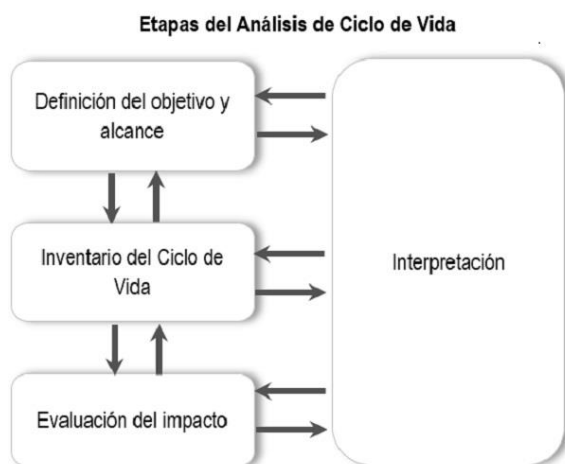 Etapas del Análisis de Ciclo de Vida
Definición del objetivo y
alcance
Inventario del Ciclo de
Vida
Evaluación del impacto
Interpretación